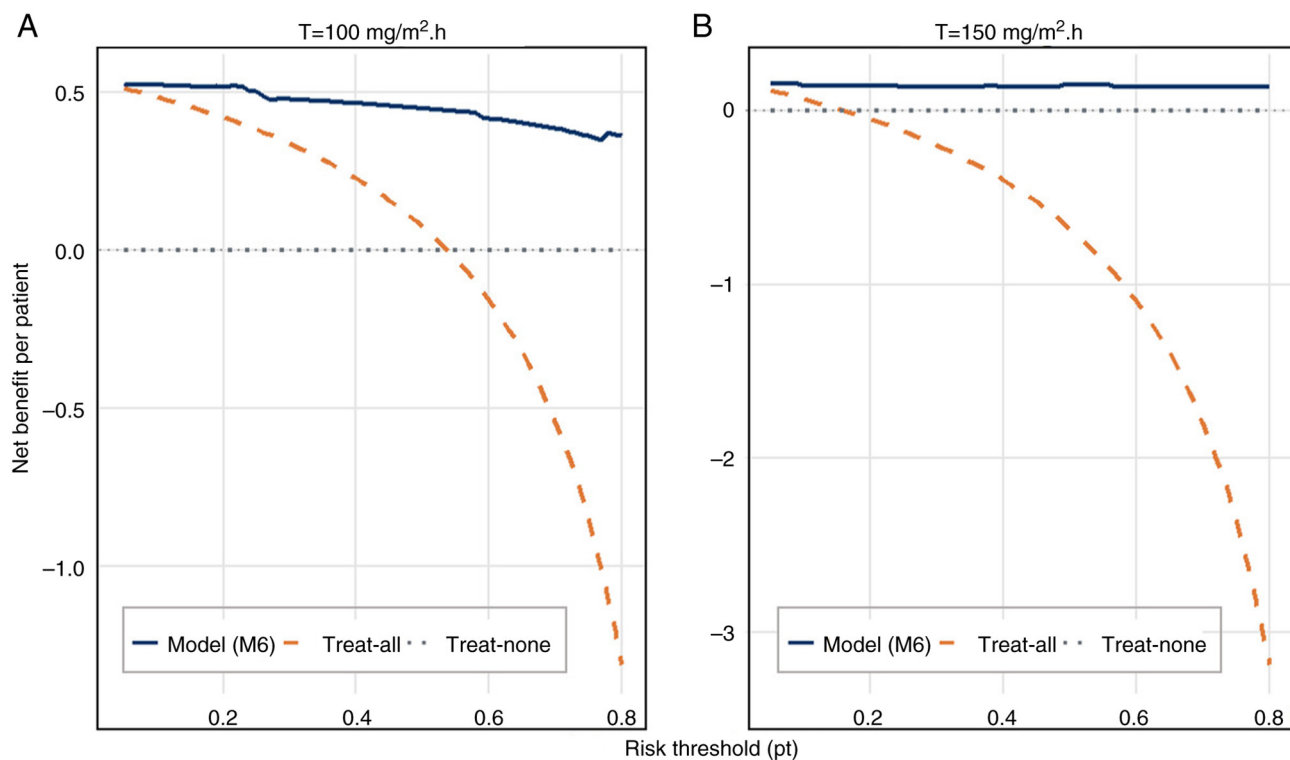 A
T=100 mg/m².h
0.5
0.0
−0.5
−1.0
Net benefit per patient
Model (M6) Treat-all Treat-none
0.2 0.4 0.6 0.8
B
T=150 mg/m².h
0
−1
−2
−3
Model (M6) Treat-all Treat-none
0.2 0.4 0.6 0.8
Risk threshold (pt)